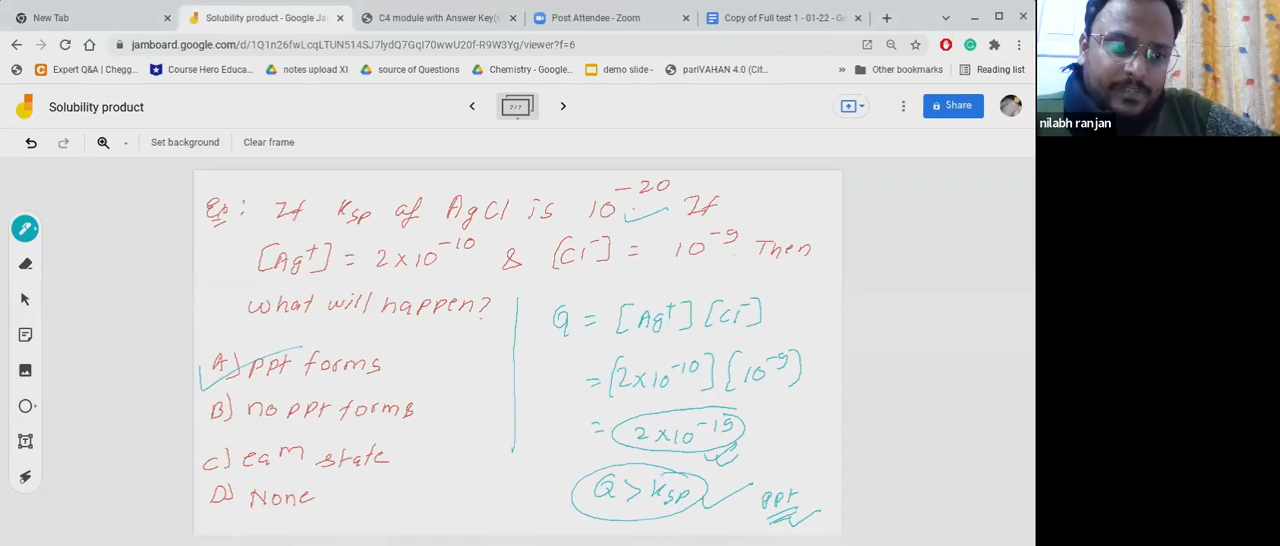 New Tab
Solubility product - Google Ja
C4 module with Answer Key(
Post Attendee - Zoom
Copy of Full test 1 - 01-22 -
jamboard.google.com/d/1Q1n26fwLcqLTUN514SJ7lydQ7GqI70wwU20f-R9W3Yg/viewer?f=6
Expert Q&A | Chegg...
Course Hero Educa...
notes upload XI
source of Questions
Chemistry - Google...
demo slide -
pariVAHAN 4.0 (Cit...
»
Other bookmarks
Reading list
Solubility product
7/7
Share
Set background
Clear frame
nilabh ranjan
Ex: If Ksp of AgCl is 10⁻²⁰ If
[Ag⁺] = 2×10⁻¹⁰ & [Cl⁻] = 10⁻⁹. Then
what will happen?
A) ppt forms
B) no ppt forms
C) eqm state
D) None
Q = [Ag⁺][Cl⁻]
= [2×10⁻¹⁰][10⁻⁹]
= 2×10⁻¹⁹
Q > Ksp
ppt